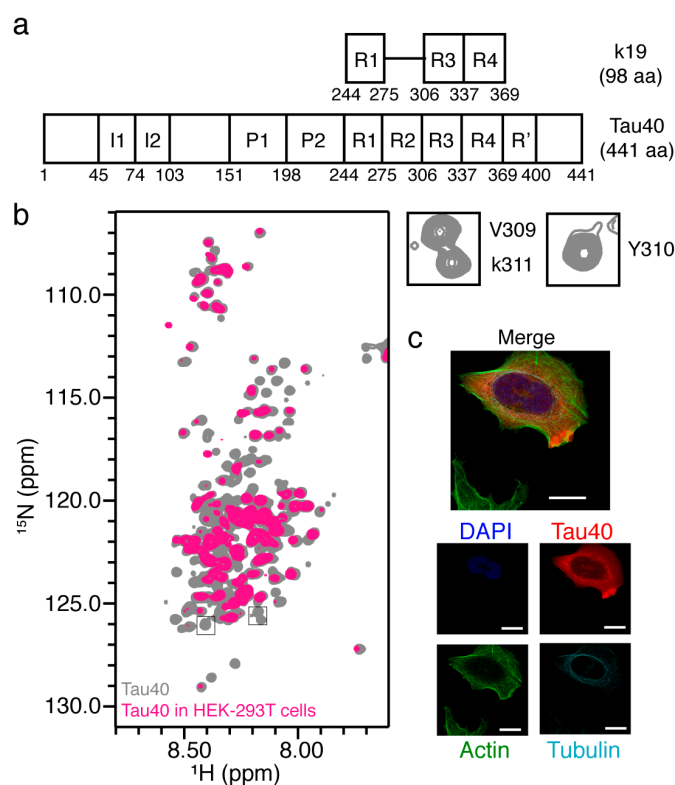 a
R1 R3 R4
244 275 306 337 369
k19
(98 aa)
I1 I2 P1 P2 R1 R2 R3 R4 R’
1 45 74 103 151 198 244 275 306 337 369 400 441
Tau40
(441 aa)
b
110.0
115.0
120.0
125.0
130.0
¹⁵N (ppm)
Tau40
Tau40 in HEK-293T cells
8.50 8.00
¹H (ppm)
V309
k311
Y310
c
Merge
DAPI Tau40
Actin Tubulin